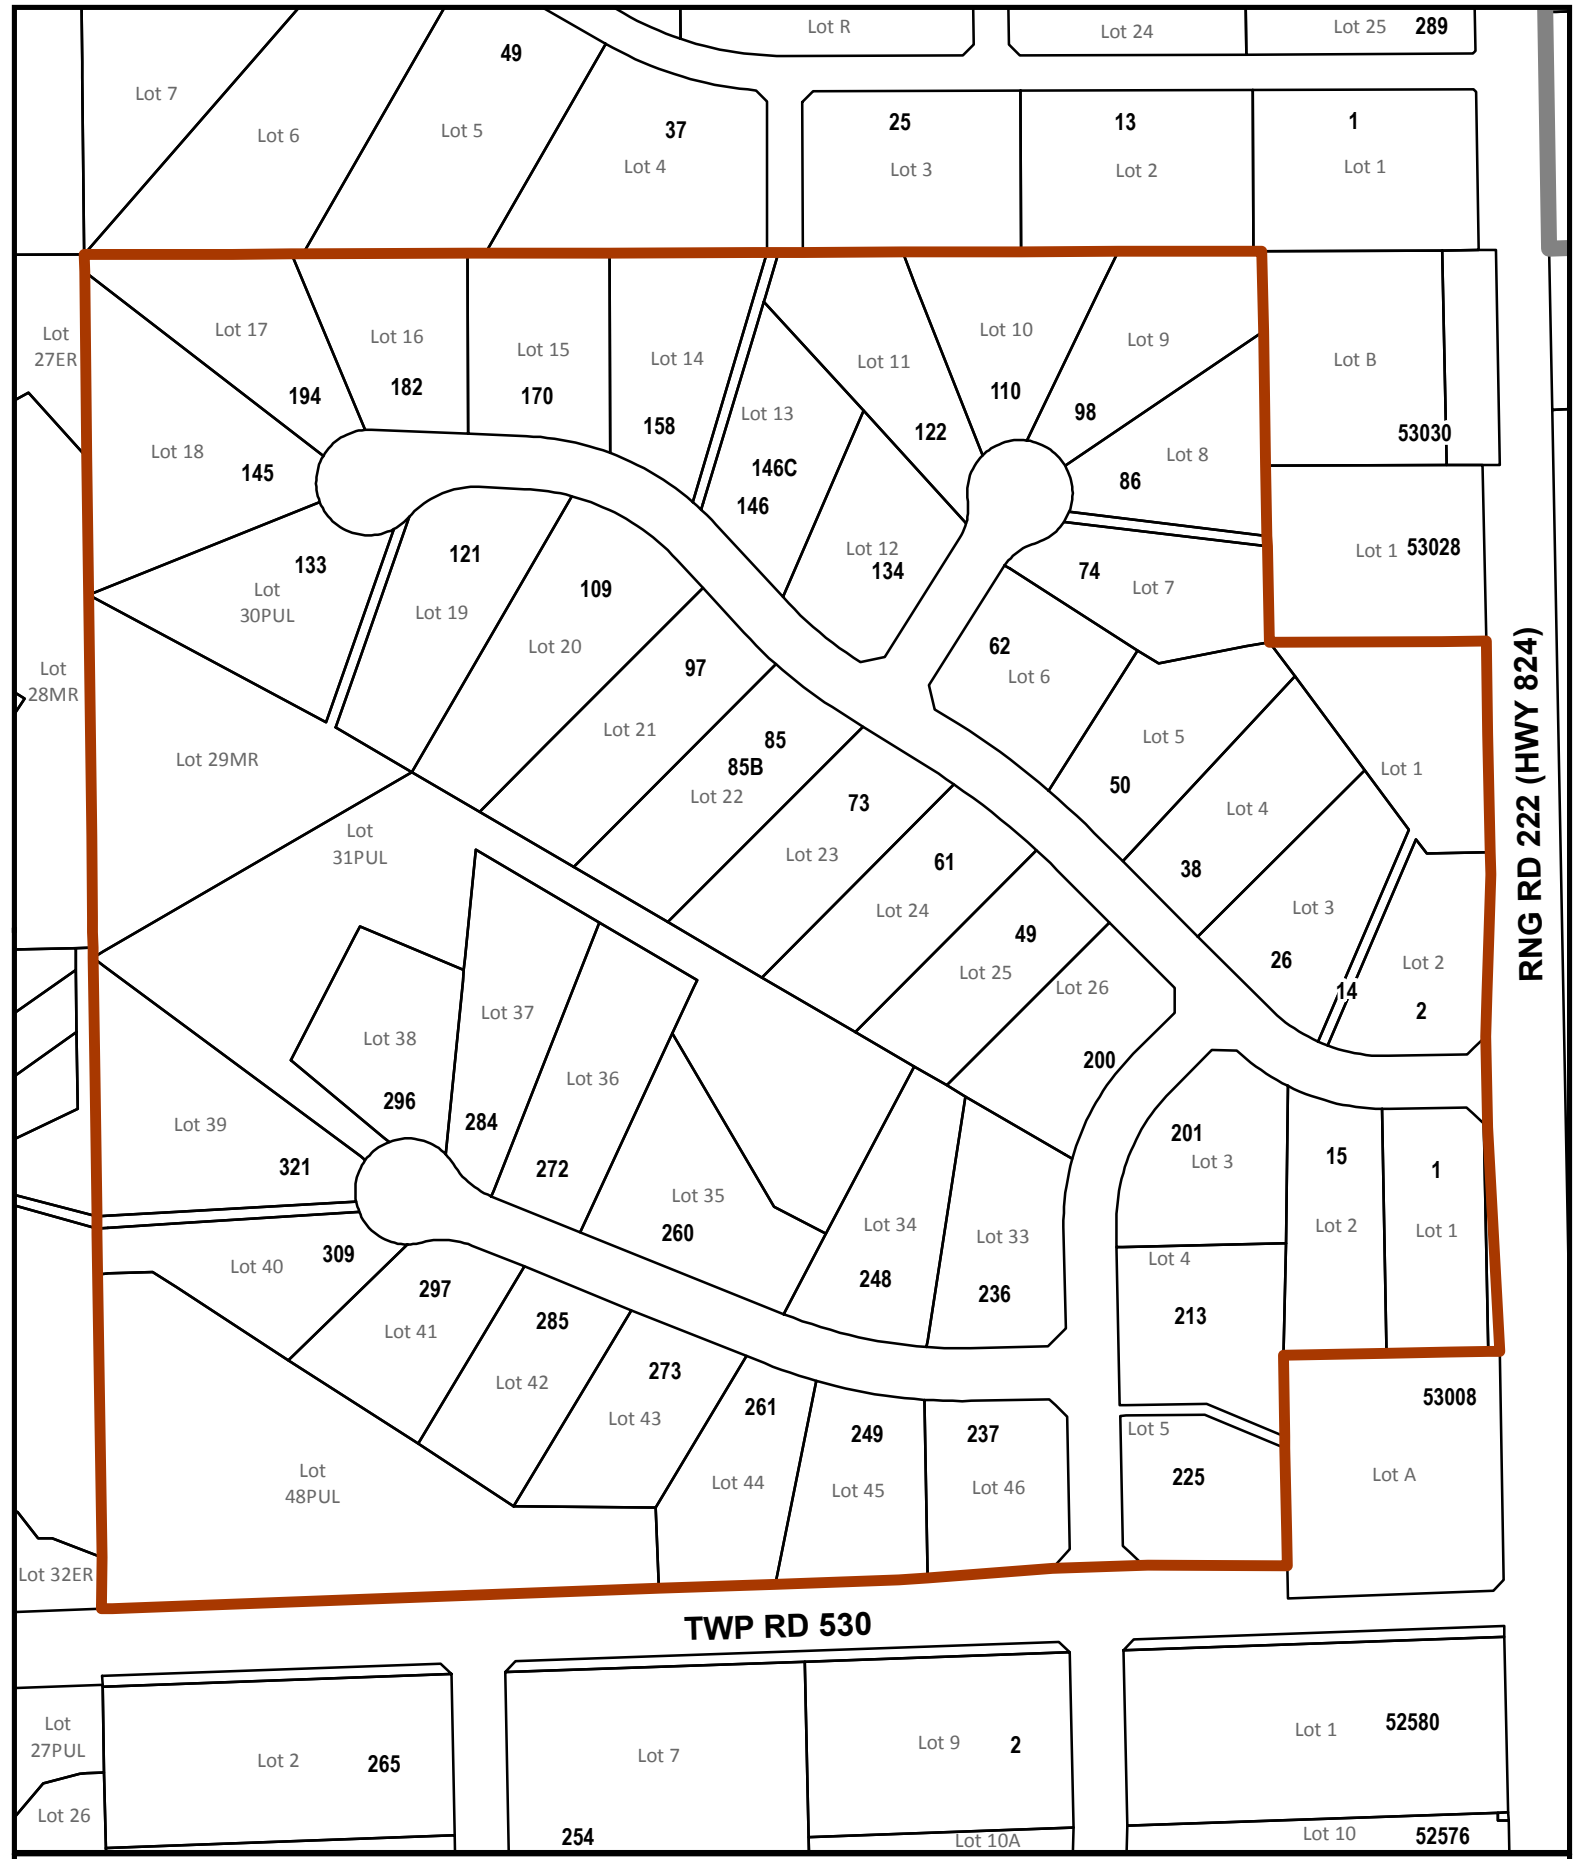 Lot R
Lot 24
Lot 25
289
49
Lot 7
Lot 6
Lot 5
37
Lot 4
25
Lot 3
13
Lot 2
1
Lot 1
Lot
27ER
Lot 17
194
Lot 16
182
Lot 15
170
Lot 14
158
Lot 13
146C
146
Lot 11
122
Lot 10
110
Lot 9
98
Lot B
53030
Lot 18
145
Lot 8
86
Lot 12
134
Lot 1
53028
133
Lot
30PUL
121
Lot 19
109
Lot 20
74
Lot 7
62
Lot 6
Lot
28MR
97
Lot 21
Lot 29MR
85
85B
Lot 22
Lot 5
50
Lot 1
RNG RD 222 (HWY 824)
73
Lot 23
Lot 4
38
Lot
31PUL
61
Lot 24
Lot 3
26
49
Lot 25
Lot 26
200
14
Lot 2
2
Lot 37
284
Lot 38
296
Lot 36
272
Lot 39
321
201
Lot 3
15
Lot 2
1
Lot 1
Lot 35
260
Lot 34
248
Lot 33
236
Lot 40
309
Lot 4
213
297
Lot 41
285
Lot 42
273
Lot 43
261
Lot 44
249
Lot 45
237
Lot 46
Lot 5
225
53008
Lot A
Lot
48PUL
Lot 32ER
TWP RD 530
Lot
27PUL
Lot 26
Lot 2
265
Lot 7
254
Lot 9
2
Lot 10A
Lot 1
52580
Lot 10
52576